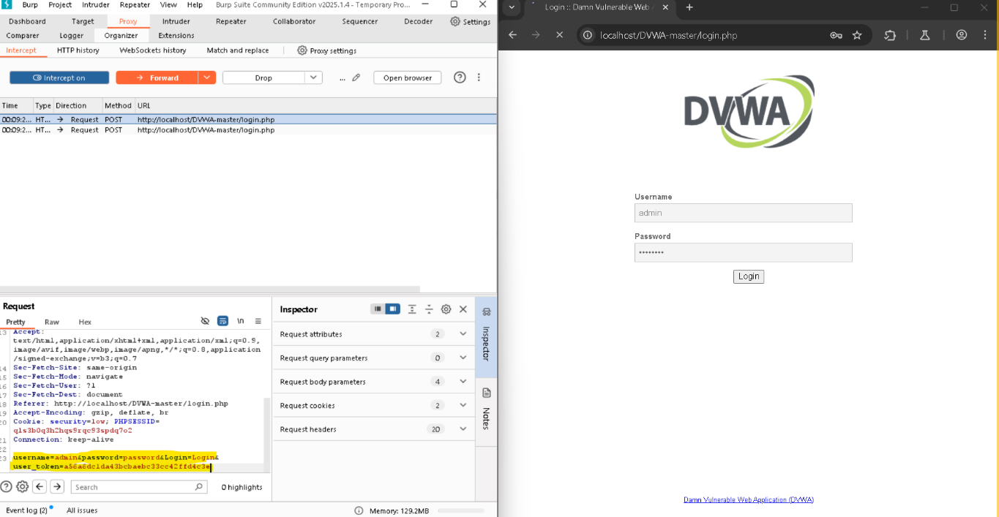 Burp Project Intruder Repeater View Help Burp Suite Community Edition v2025.1.4 - Temporary Pro...
Dashboard Target Proxy Intruder Repeater Collaborator Sequencer Decoder Settings
Comparer Logger Organizer Extensions
Intercept HTTP history WebSockets history Match and replace Proxy settings
Intercept on Forward Drop ... Open browser
Time Type Direction Method URL
00:09:2... HT... → Request POST http://localhost/DVWA-master/login.php
00:09:2... HT... → Request POST http://localhost/DVWA-master/login.php
Request
Pretty Raw Hex \n
13 Accept:
text/html,application/xhtml+xml,application/xml;q=0.9,
image/avif,image/webp,image/apng,*/*;q=0.8,application
/signed-exchange;v=b3;q=0.7
14 Sec-Fetch-Site: same-origin
15 Sec-Fetch-Mode: navigate
16 Sec-Fetch-User: ?1
17 Sec-Fetch-Dest: document
18 Referer: http://localhost/DVWA-master/login.php
19 Accept-Encoding: gzip, deflate, br
20 Cookie: security=low; PHPSESSID=
qls3b0q3h2hqs9rqc93spdq7o2
21 Connection: keep-alive
22
23 username=admin&password=password&Login=Login&
user_token=a56a6dc1da43bcbaebc33cc42ffd4c3e
Search 0 highlights
Inspector
Request attributes 2
Request query parameters 0
Request body parameters 4
Request cookies 2
Request headers 20
Inspector
Notes
Event log (2) All issues Memory: 129.2MB
Login :: Damn Vulnerable Web
localhost/DVWA-master/login.php
DVWA
Username
admin
Password
••••••••
Login
Damn Vulnerable Web Application (DVWA)